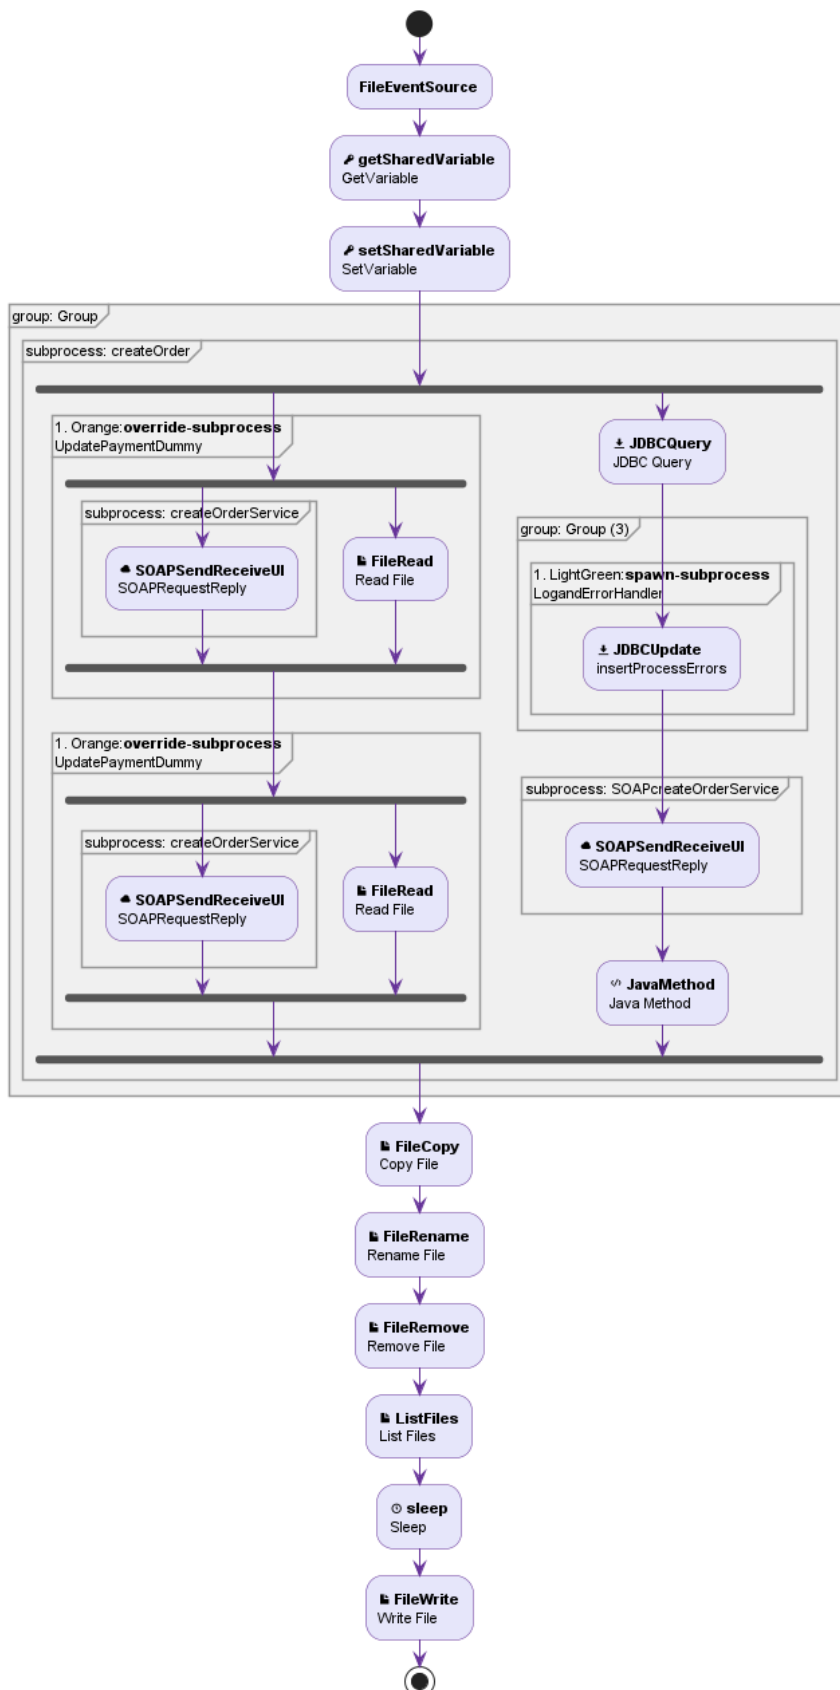 FileEventSource
getSharedVariable
GetVariable
setSharedVariable
SetVariable
group: Group
subprocess: createOrder
1. Orange:override-subprocess
UpdatePaymentDummy
subprocess: createOrderService
SOAPSendReceiveUI
SOAPRequestReply
FileRead
Read File
1. Orange:override-subprocess
UpdatePaymentDummy
subprocess: createOrderService
SOAPSendReceiveUI
SOAPRequestReply
FileRead
Read File
JDBCQuery
JDBC Query
group: Group (3)
1. LightGreen:spawn-subprocess
LogandErrorHandler
JDBCUpdate
insertProcessErrors
subprocess: SOAPcreateOrderService
SOAPSendReceiveUI
SOAPRequestReply
JavaMethod
Java Method
FileCopy
Copy File
FileRename
Rename File
FileRemove
Remove File
ListFiles
List Files
sleep
Sleep
FileWrite
Write File